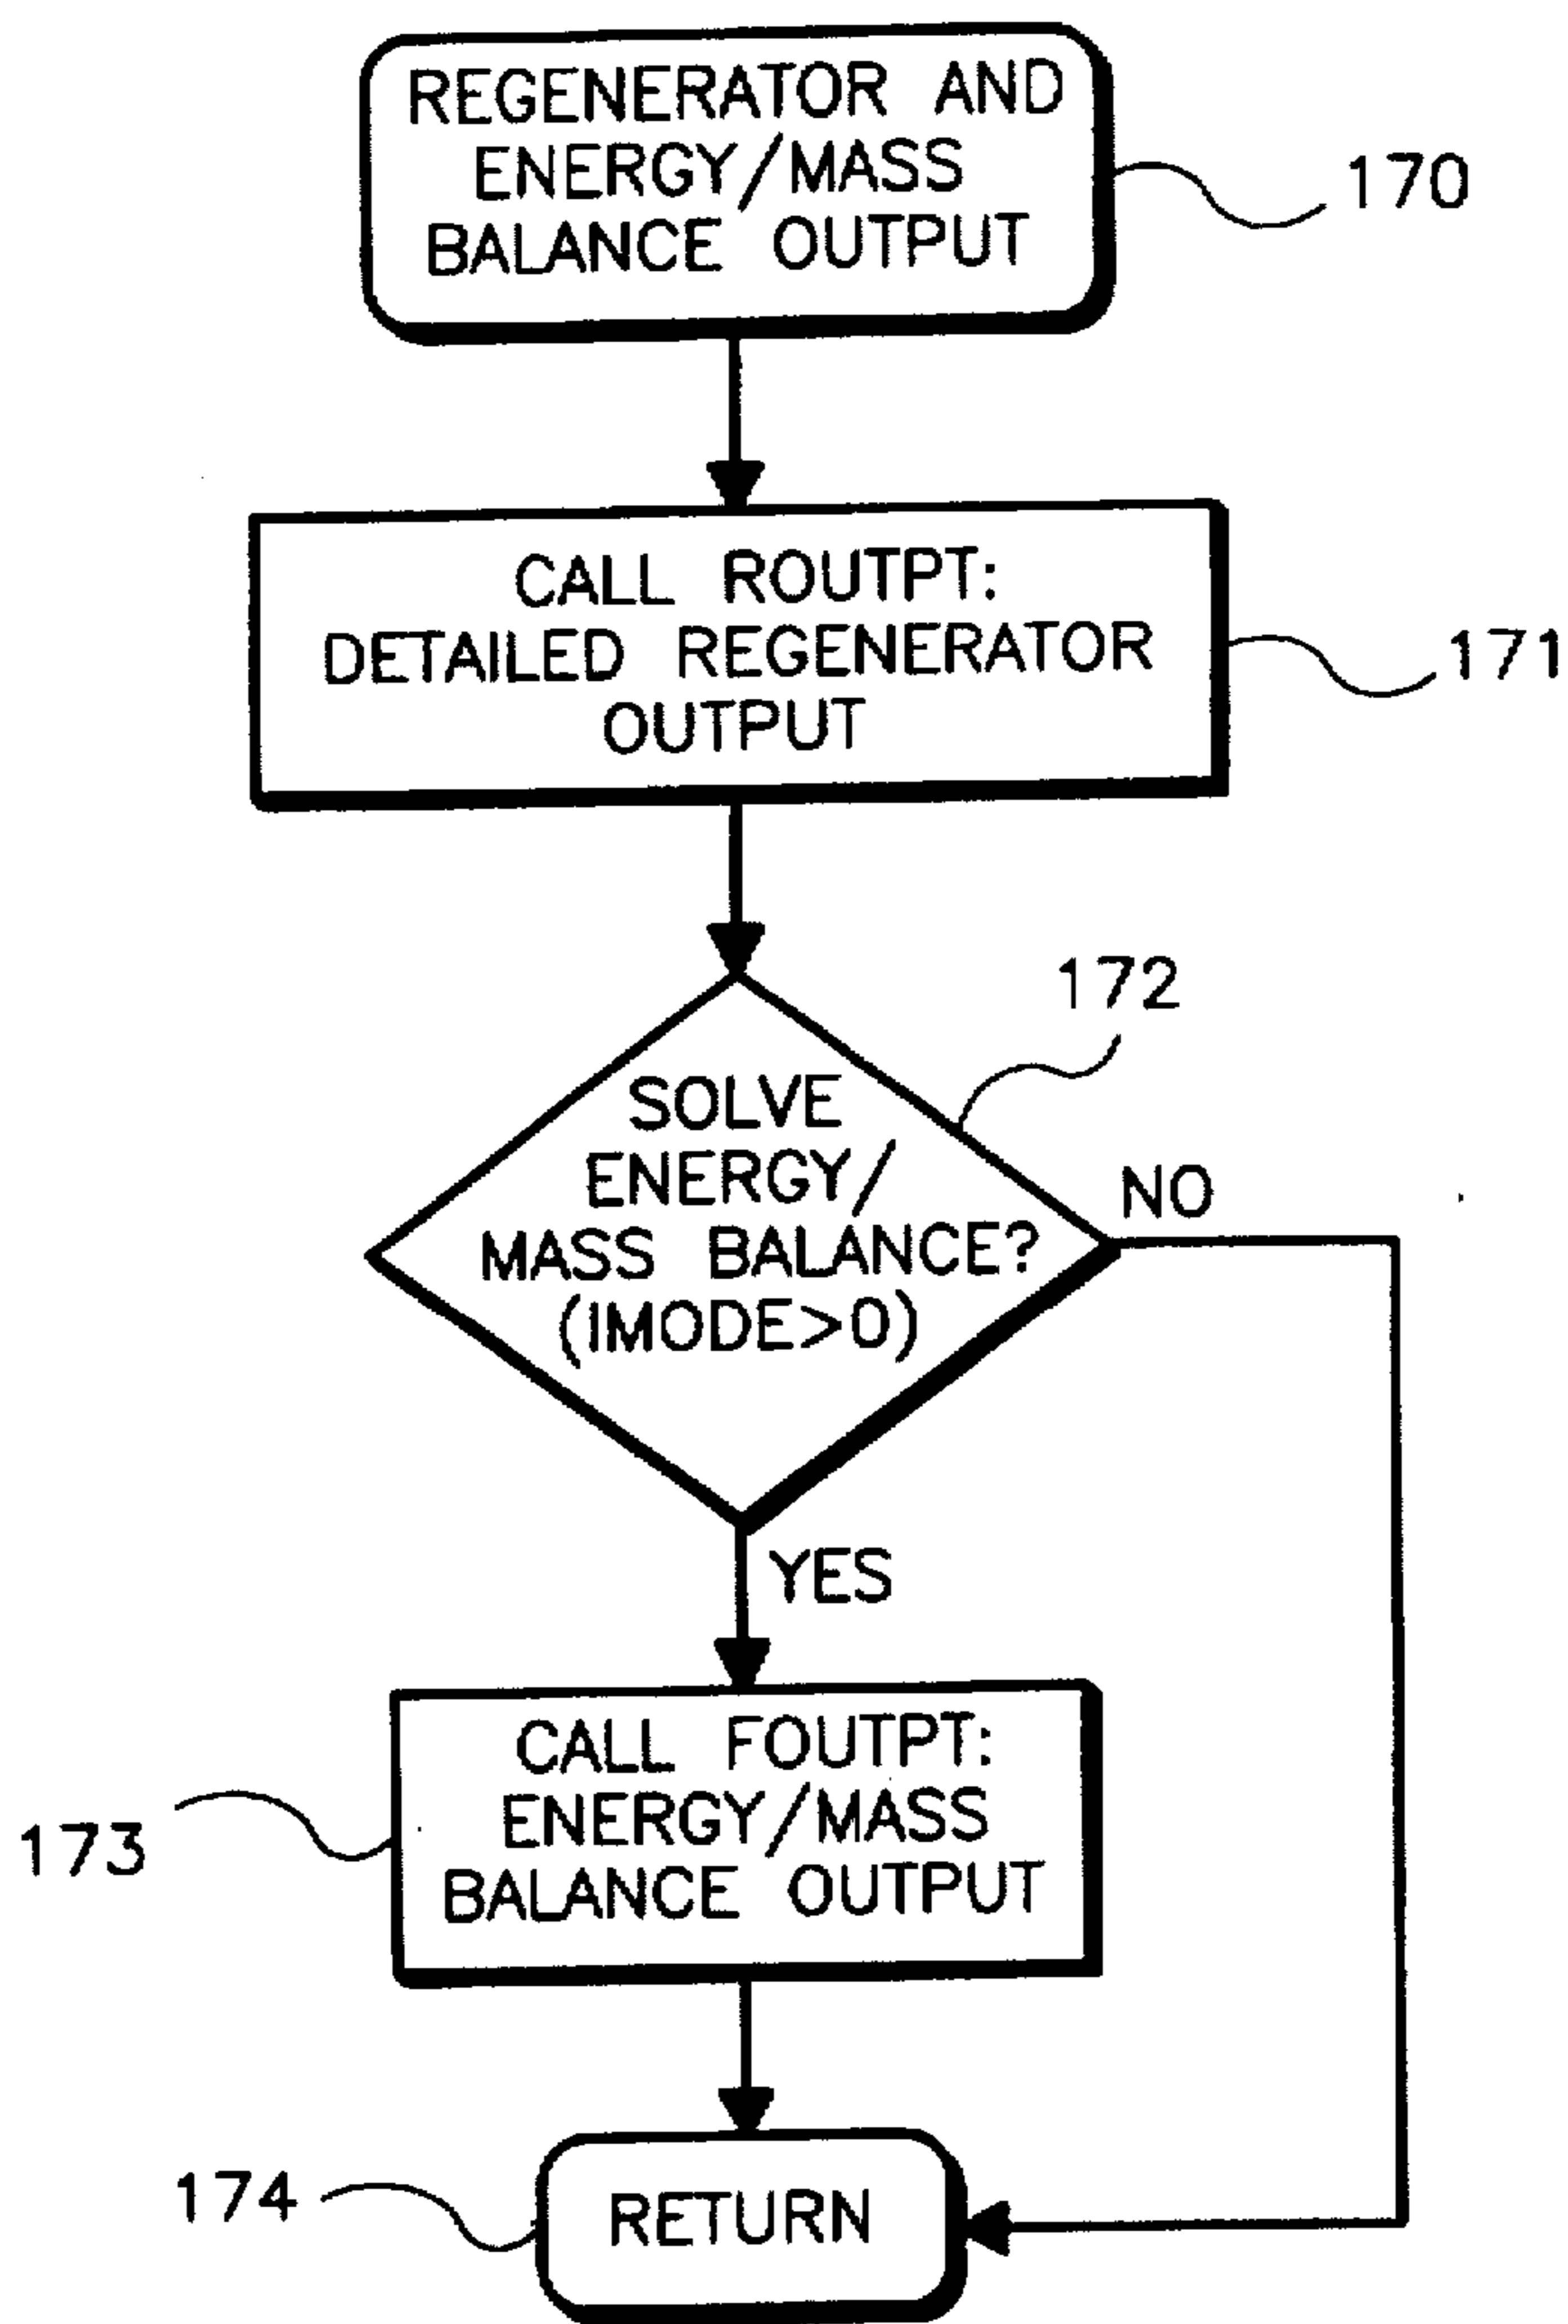 REGENERATOR AND
ENERGY/MASS
BALANCE OUTPUT
170
CALL ROUTPT:
DETAILED REGENERATOR
OUTPUT
171
172
SOLVE
ENERGY/
MASS BALANCE?
(IMODE>0)
NO
YES
CALL FOUTPT:
ENERGY/MASS
BALANCE OUTPUT
173
174
RETURN